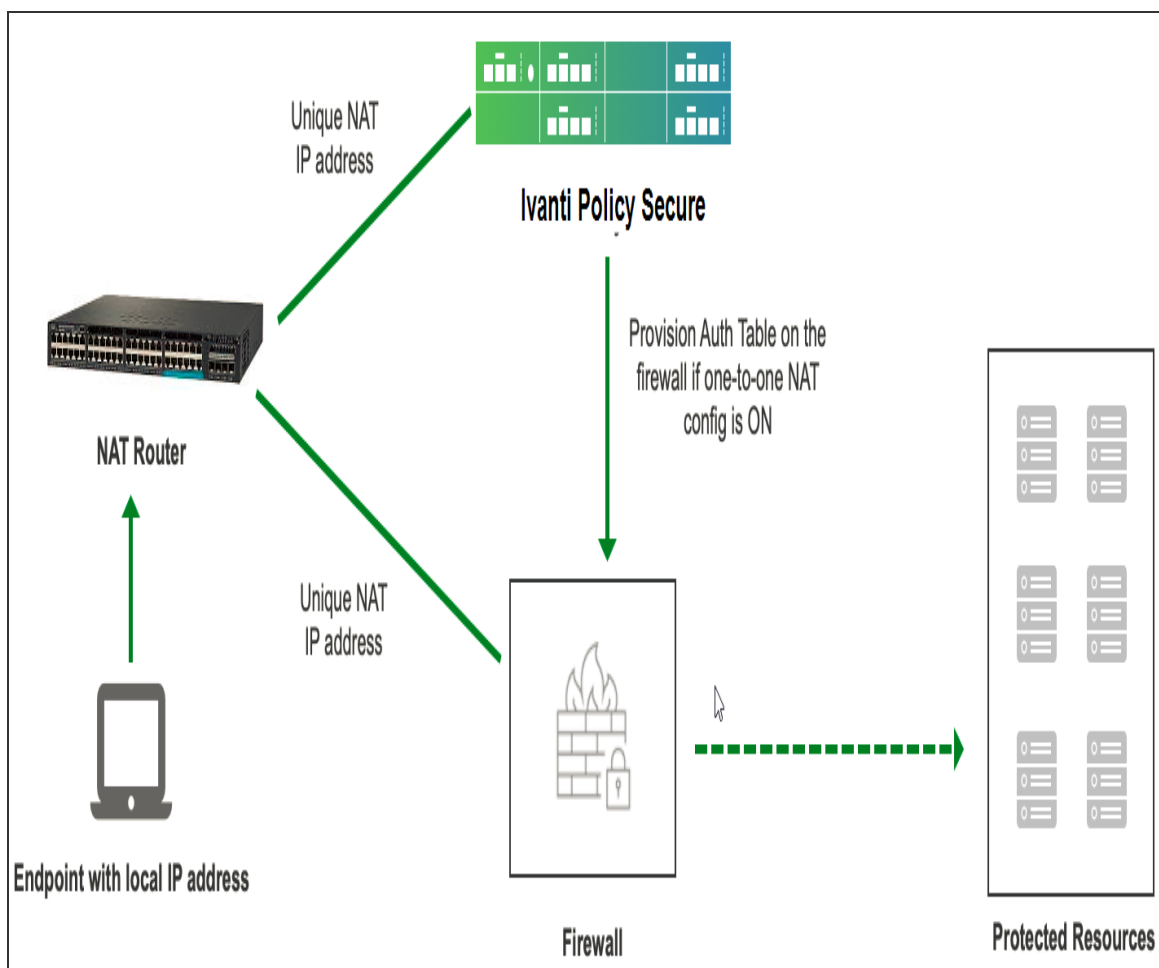 Unique NAT
IP address
Ivanti Policy Secure
Provision Auth Table on the
firewall if one-to-one NAT
config is ON
NAT Router
Unique NAT
IP address
Endpoint with local IP address
Firewall
Protected Resources